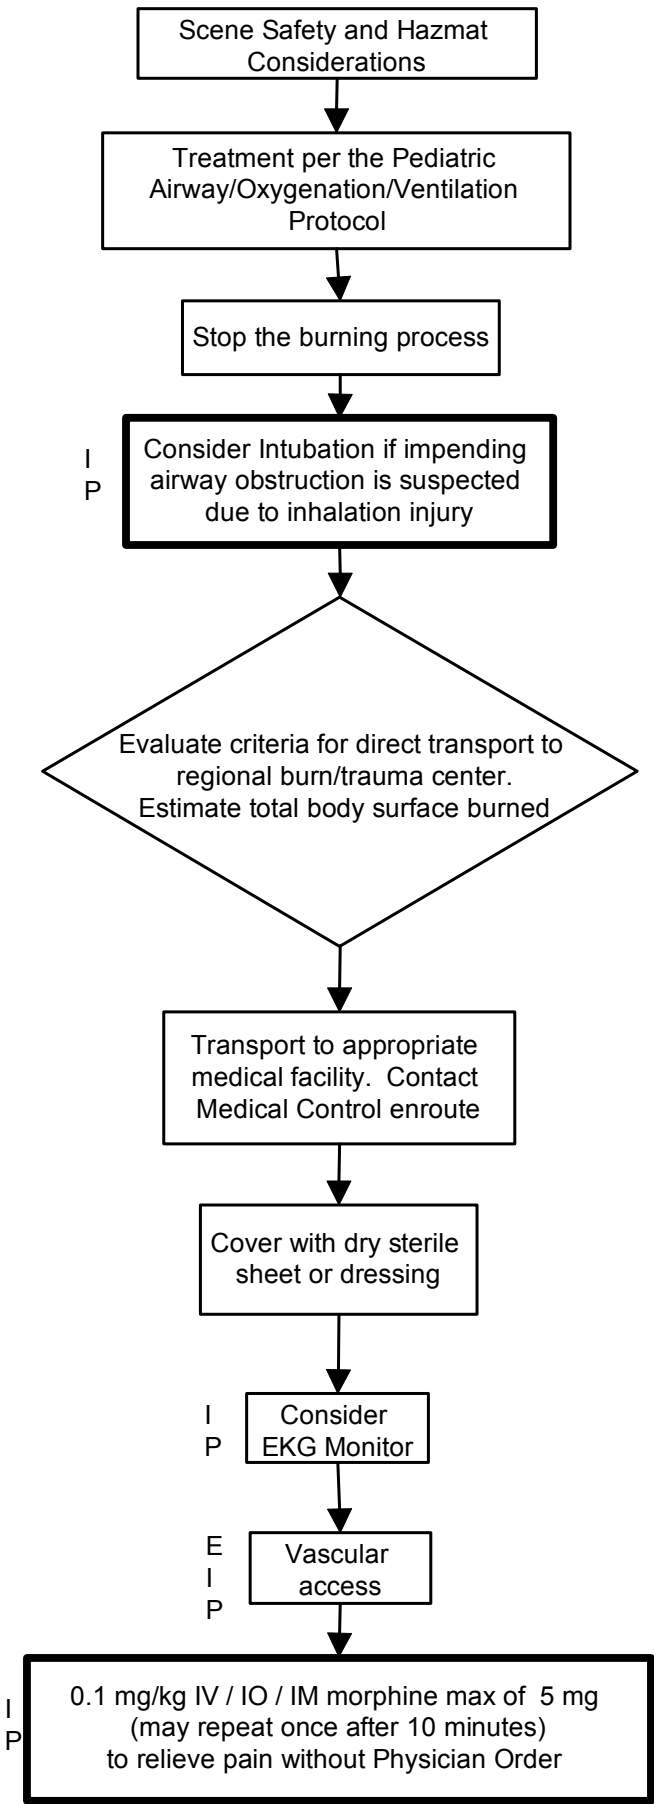 Scene Safety and Hazmat
Considerations
Treatment per the Pediatric
Airway/Oxygenation/Ventilation
Protocol
Stop the burning process
I
P
Consider Intubation if impending
airway obstruction is suspected
due to inhalation injury
Evaluate criteria for direct transport to
regional burn/trauma center.
Estimate total body surface burned
Transport to appropriate
medical facility.  Contact
Medical Control enroute
Cover with dry sterile
sheet or dressing
I
P
Consider
EKG Monitor
E
I
P
Vascular
access
I
P
0.1 mg/kg IV / IO / IM morphine max of  5 mg
(may repeat once after 10 minutes)
to relieve pain without Physician Order